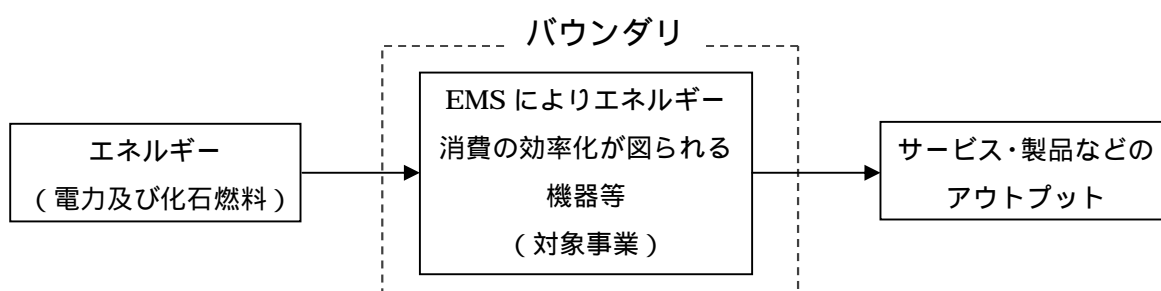 バウンダリ
エネルギー
（電力及び化石燃料）
EMS によりエネルギー
消費の効率化が図られる
機器等
（対象事業）
サービス・製品などの
アウトプット